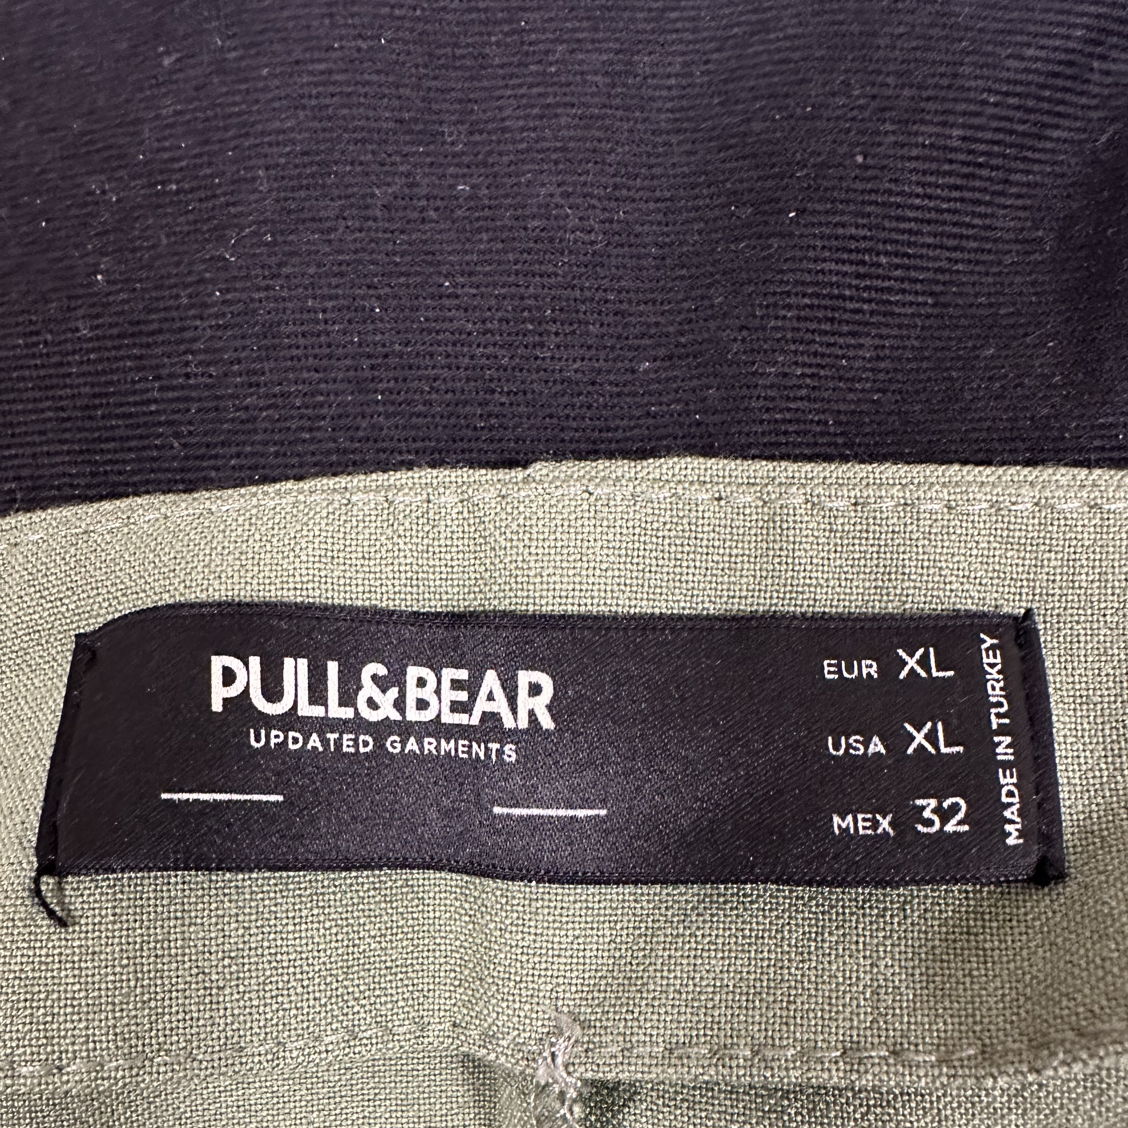 PULL&BEAR
UPDATED GARMENTS
EUR XL
USA XL
MEX 32
MADE IN TURKEY